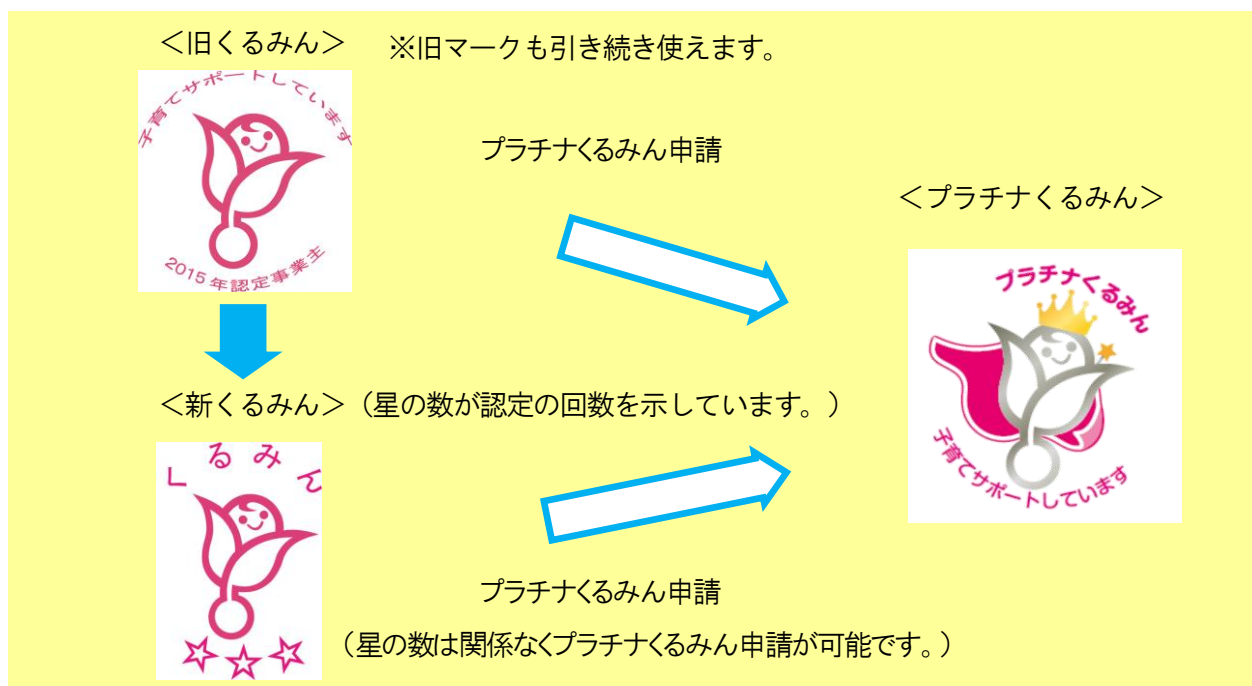 ＜旧くるみん＞
※旧マークも引き続き使えます。
子育てサポートしています
2015年認定事業主
プラチナくるみん申請
＜プラチナくるみん＞
プラチナくるみん
子育てサポートしています
＜新くるみん＞（星の数が認定の回数を示しています。）
くるみん
プラチナくるみん申請
（星の数は関係なくプラチナくるみん申請が可能です。）